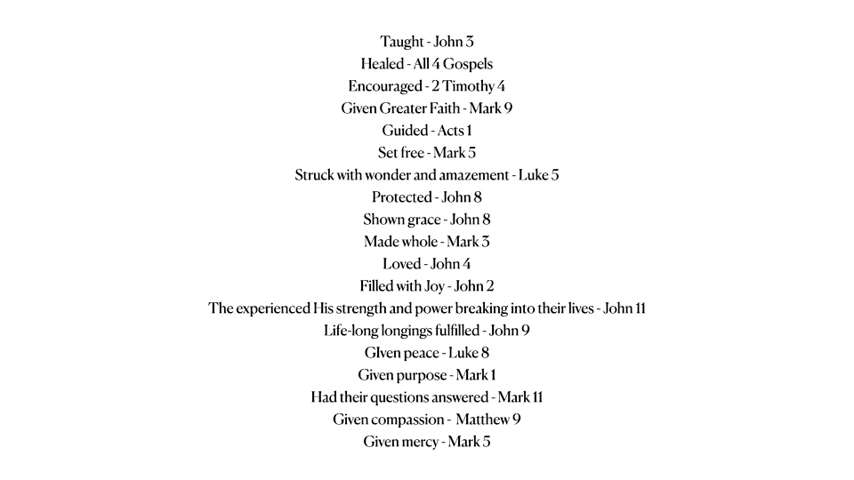 Taught - John 3
Healed - All 4 Gospels
Encouraged - 2 Timothy 4
Given Greater Faith - Mark 9
Guided - Acts 1
Set free - Mark 5
Struck with wonder and amazement - Luke 5
Protected - John 8
Shown grace - John 8
Made whole - Mark 3
Loved - John 4
Filled with Joy - John 2
The experienced His strength and power breaking into their lives - John 11
Life-long longings fulfilled - John 9
GIven peace - Luke 8
Given purpose - Mark 1
Had their questions answered - Mark 11
Given compassion - Matthew 9
Given mercy - Mark 5